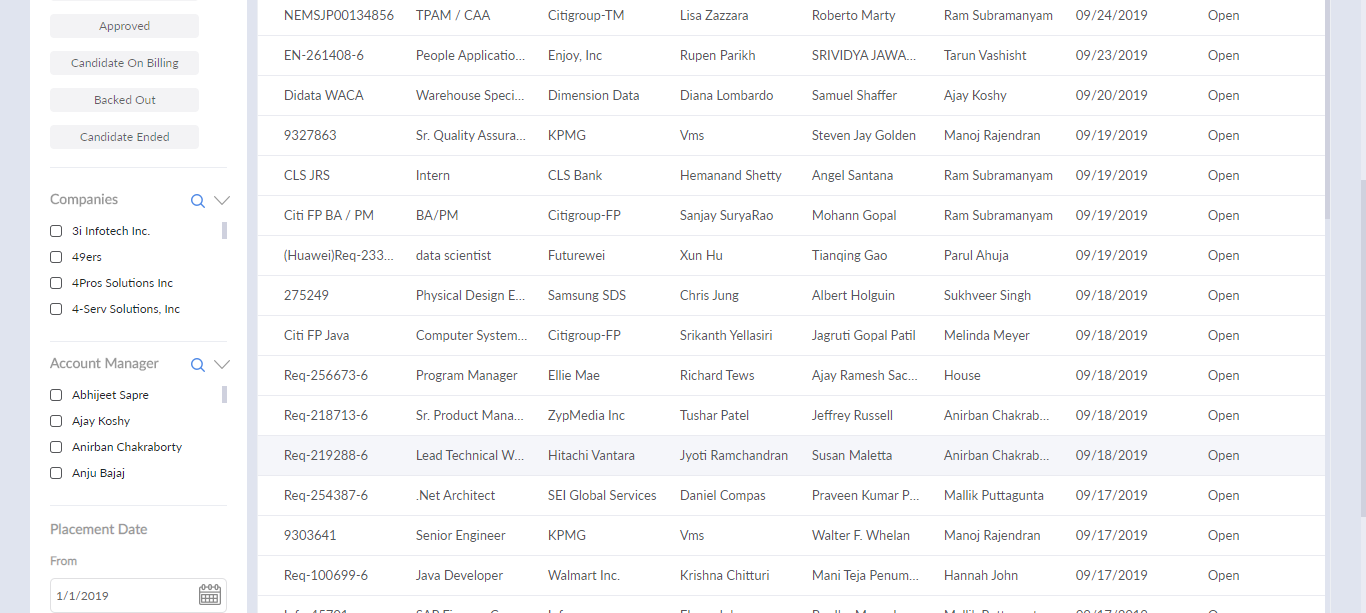 Approved
Candidate On Billing
Backed Out
Candidate Ended
Companies
3i Infotech Inc.
49ers
4Pros Solutions Inc
4-Serv Solutions, Inc
Account Manager
Abhijeet Sapre
Ajay Koshy
Anirban Chakraborty
Anju Bajaj
Placement Date
From
1/1/2019
NEMSJP00134856 TPAM / CAA Citigroup-TM Lisa Zazzara Roberto Marty Ram Subramanyam 09/24/2019 Open
EN-261408-6 People Applicatio... Enjoy, Inc Rupen Parikh SRIVIDYA JAWA... Tarun Vashisht 09/23/2019 Open
Didata WACA Warehouse Speci... Dimension Data Diana Lombardo Samuel Shaffer Ajay Koshy 09/20/2019 Open
9327863 Sr. Quality Assura... KPMG Vms Steven Jay Golden Manoj Rajendran 09/19/2019 Open
CLS JRS Intern CLS Bank Hemanand Shetty Angel Santana Ram Subramanyam 09/19/2019 Open
Citi FP BA / PM BA/PM Citigroup-FP Sanjay SuryaRao Mohann Gopal Ram Subramanyam 09/19/2019 Open
(Huawei)Req-233... data scientist Futurewei Xun Hu Tianqing Gao Parul Ahuja 09/19/2019 Open
275249 Physical Design E... Samsung SDS Chris Jung Albert Holguin Sukhveer Singh 09/18/2019 Open
Citi FP Java Computer System... Citigroup-FP Srikanth Yellasiri Jagruti Gopal Patil Melinda Meyer 09/18/2019 Open
Req-256673-6 Program Manager Ellie Mae Richard Tews Ajay Ramesh Sac... House 09/18/2019 Open
Req-218713-6 Sr. Product Mana... ZypMedia Inc Tushar Patel Jeffrey Russell Anirban Chakrab... 09/18/2019 Open
Req-219288-6 Lead Technical W... Hitachi Vantara Jyoti Ramchandran Susan Maletta Anirban Chakrab... 09/18/2019 Open
Req-254387-6 .Net Architect SEI Global Services Daniel Compas Praveen Kumar P... Mallik Puttagunta 09/17/2019 Open
9303641 Senior Engineer KPMG Vms Walter F. Whelan Manoj Rajendran 09/17/2019 Open
Req-100699-6 Java Developer Walmart Inc. Krishna Chitturi Mani Teja Penum... Hannah John 09/17/2019 Open